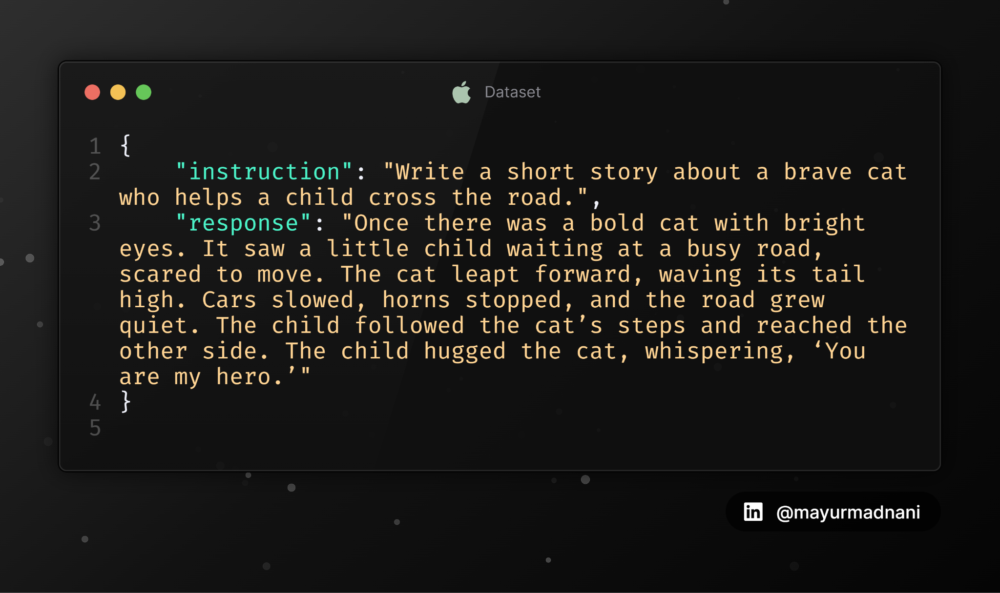 Dataset
1 {
2     "instruction": "Write a short story about a brave cat
who helps a child cross the road.",
3     "response": "Once there was a bold cat with bright
eyes. It saw a little child waiting at a busy road,
scared to move. The cat leapt forward, waving its tail
high. Cars slowed, horns stopped, and the road grew
quiet. The child followed the cat’s steps and reached the
other side. The child hugged the cat, whispering, ‘You
are my hero.’"
4 }
5
in @mayurmadnani